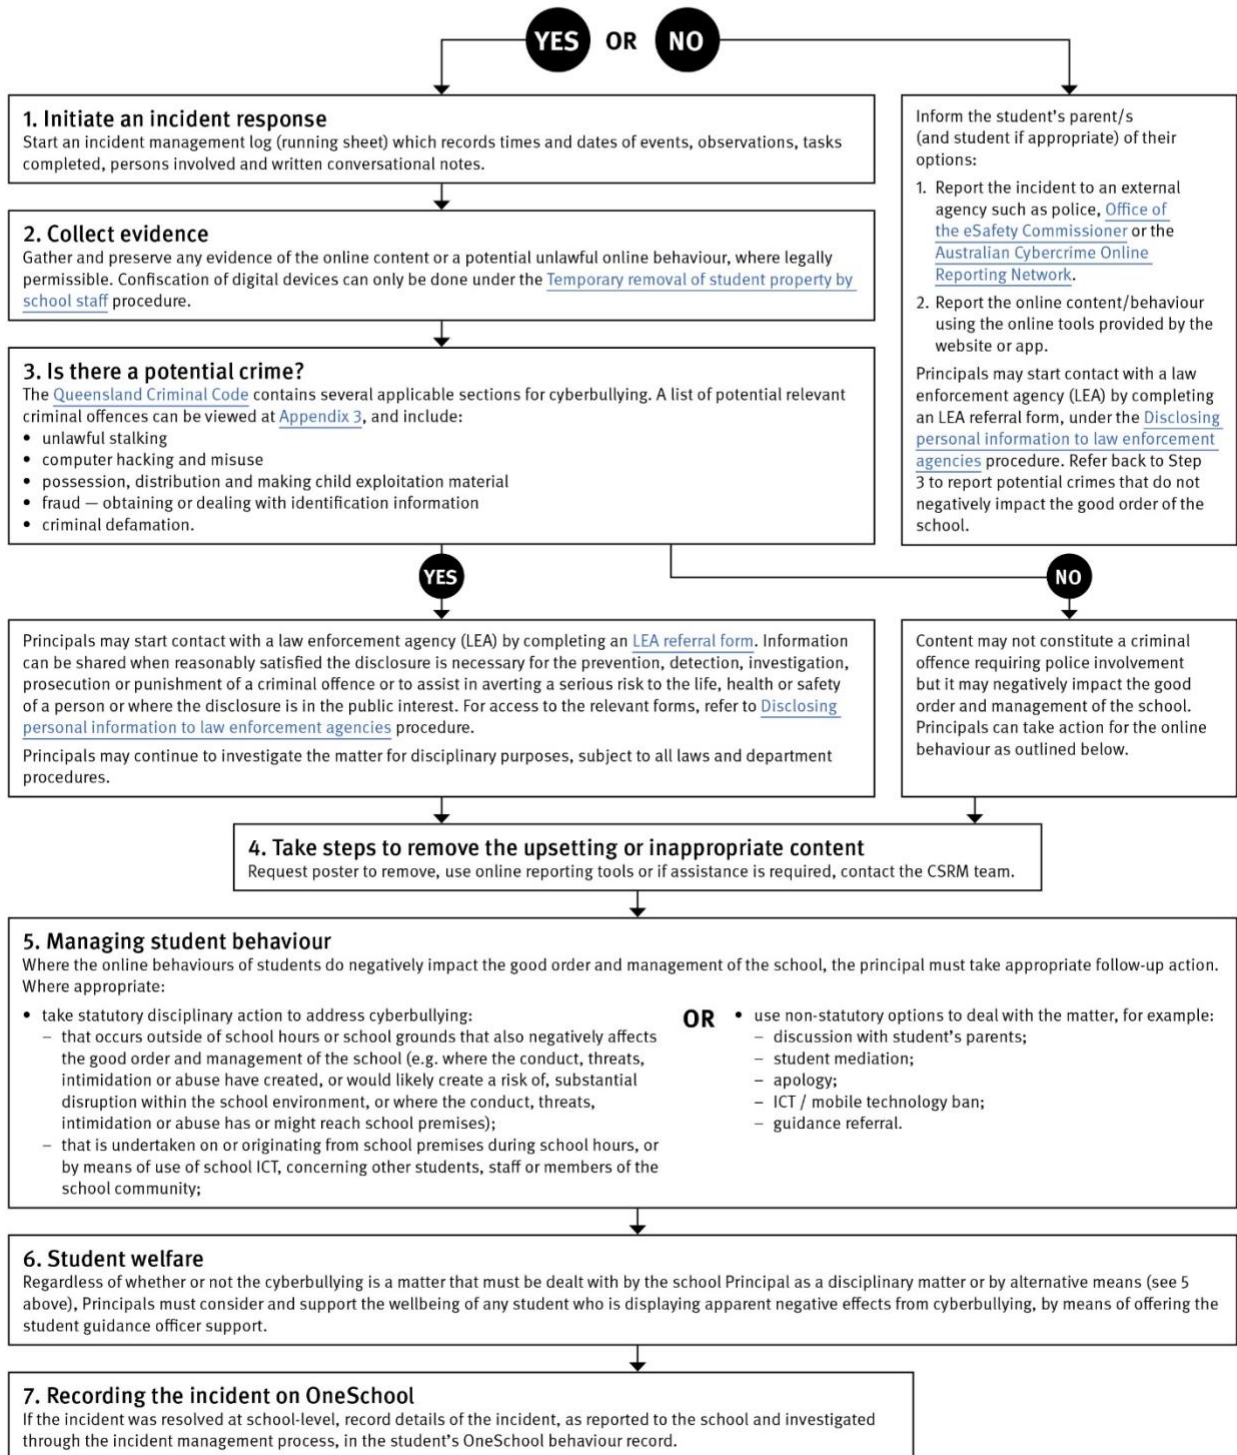 YES OR NO
1. Initiate an incident response
Start an incident management log (running sheet) which records times and dates of events, observations, tasks
completed, persons involved and written conversational notes.
2. Collect evidence
Gather and preserve any evidence of the online content or a potential unlawful online behaviour, where legally
permissible. Confiscation of digital devices can only be done under the Temporary removal of student property by
school staff procedure.
3. Is there a potential crime?
The Queensland Criminal Code contains several applicable sections for cyberbullying. A list of potential relevant
criminal offences can be viewed at Appendix 3, and include:
• unlawful stalking
• computer hacking and misuse
• possession, distribution and making child exploitation material
• fraud — obtaining or dealing with identification information
• criminal defamation.
Inform the student's parent/s
(and student if appropriate) of their
options:
1. Report the incident to an external
agency such as police, Office of
the eSafety Commissioner or the
Australian Cybercrime Online
Reporting Network.
2. Report the online content/behaviour
using the online tools provided by the
website or app.
Principals may start contact with a law
enforcement agency (LEA) by completing
an LEA referral form, under the Disclosing
personal information to law enforcement
agencies procedure. Refer back to Step
3 to report potential crimes that do not
negatively impact the good order of the
school.
YES
NO
Principals may start contact with a law enforcement agency (LEA) by completing an LEA referral form. Information
can be shared when reasonably satisfied the disclosure is necessary for the prevention, detection, investigation,
prosecution or punishment of a criminal offence or to assist in averting a serious risk to the life, health or safety
of a person or where the disclosure is in the public interest. For access to the relevant forms, refer to Disclosing
personal information to law enforcement agencies procedure.
Principals may continue to investigate the matter for disciplinary purposes, subject to all laws and department
procedures.
Content may not constitute a criminal
offence requiring police involvement
but it may negatively impact the good
order and management of the school.
Principals can take action for the online
behaviour as outlined below.
4. Take steps to remove the upsetting or inappropriate content
Request poster to remove, use online reporting tools or if assistance is required, contact the CSRM team.
5. Managing student behaviour
Where the online behaviours of students do negatively impact the good order and management of the school, the principal must take appropriate follow-up action.
Where appropriate:
• take statutory disciplinary action to address cyberbullying:
– that occurs outside of school hours or school grounds that also negatively affects
the good order and management of the school (e.g. where the conduct, threats,
intimidation or abuse have created, or would likely create a risk of, substantial
disruption within the school environment, or where the conduct, threats,
intimidation or abuse has or might reach school premises);
– that is undertaken on or originating from school premises during school hours, or
by means of use of school ICT, concerning other students, staff or members of the
school community;
OR
• use non-statutory options to deal with the matter, for example:
– discussion with student's parents;
– student mediation;
– apology;
– ICT / mobile technology ban;
– guidance referral.
6. Student welfare
Regardless of whether or not the cyberbullying is a matter that must be dealt with by the school Principal as a disciplinary matter or by alternative means (see 5
above), Principals must consider and support the wellbeing of any student who is displaying apparent negative effects from cyberbullying, by means of offering the
student guidance officer support.
7. Recording the incident on OneSchool
If the incident was resolved at school-level, record details of the incident, as reported to the school and investigated
through the incident management process, in the student's OneSchool behaviour record.